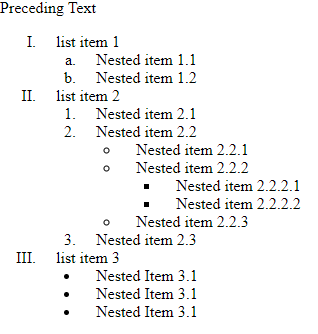 Preceding Text
I. list item 1
a. Nested item 1.1
b. Nested item 1.2
II. list item 2
1. Nested item 2.1
2. Nested item 2.2
◦ Nested item 2.2.1
◦ Nested item 2.2.2
▪ Nested item 2.2.2.1
▪ Nested item 2.2.2.2
◦ Nested item 2.2.3
3. Nested item 2.3
III. list item 3
• Nested Item 3.1
• Nested Item 3.1
• Nested Item 3.1